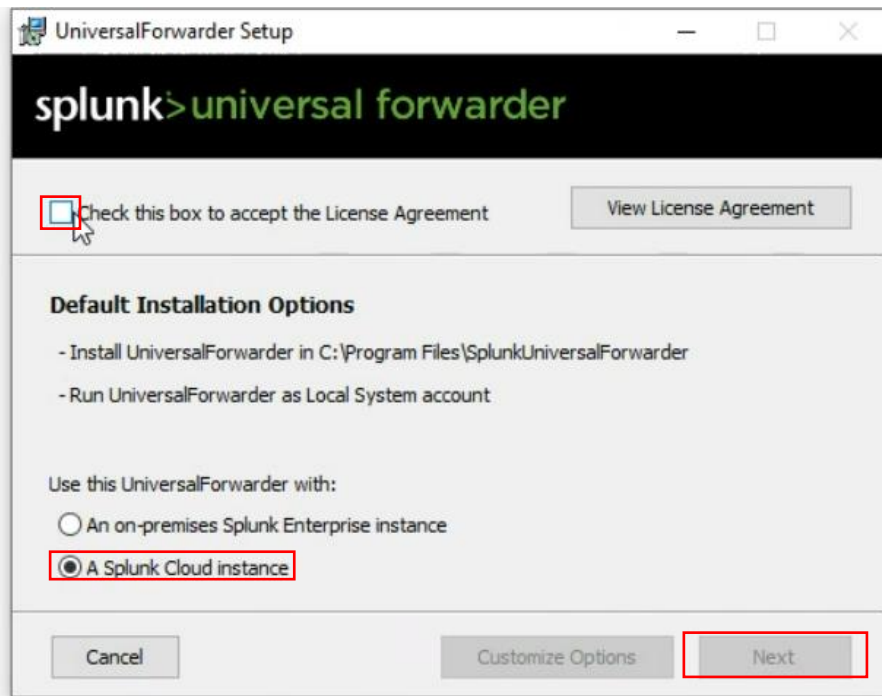 UniversalForwarder Setup
splunk>universal forwarder
Check this box to accept the License Agreement
View License Agreement
Default Installation Options
- Install UniversalForwarder in C:\Program Files\SplunkUniversalForwarder
- Run UniversalForwarder as Local System account
Use this UniversalForwarder with:
An on-premises Splunk Enterprise instance
A Splunk Cloud instance
Cancel
Customize Options
Next